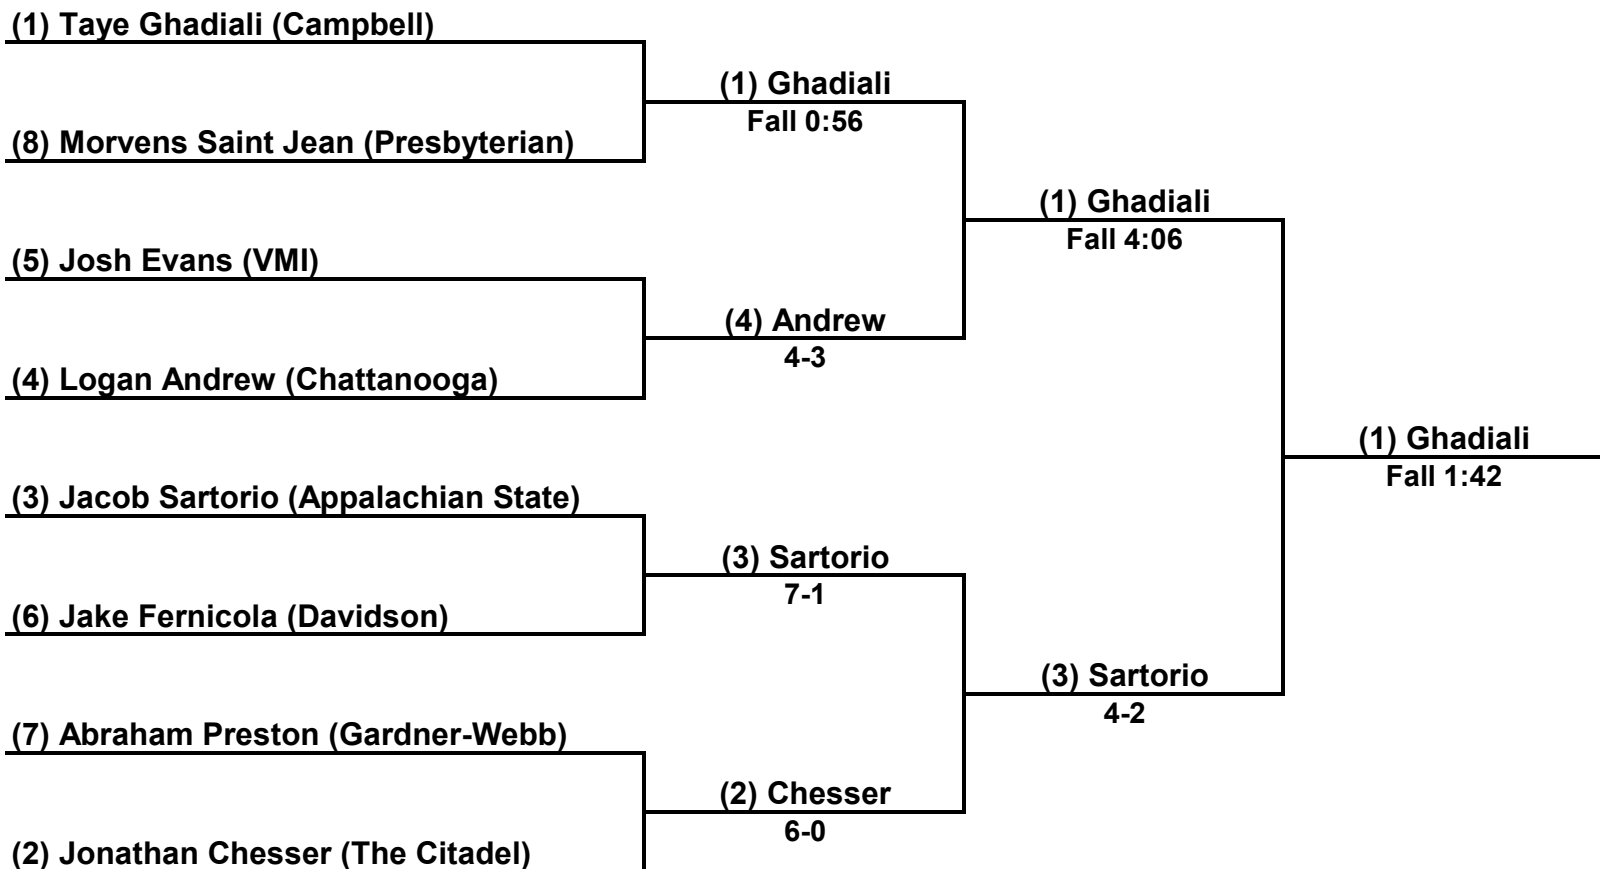 (1) Taye Ghadiali (Campbell)
(1) Ghadiali
Fall 0:56
(8) Morvens Saint Jean (Presbyterian)
(1) Ghadiali
Fall 4:06
(5) Josh Evans (VMI)
(4) Andrew
4-3
(4) Logan Andrew (Chattanooga)
(1) Ghadiali
Fall 1:42
(3) Jacob Sartorio (Appalachian State)
(3) Sartorio
7-1
(6) Jake Fernicola (Davidson)
(3) Sartorio
4-2
(7) Abraham Preston (Gardner-Webb)
(2) Chesser
6-0
(2) Jonathan Chesser (The Citadel)